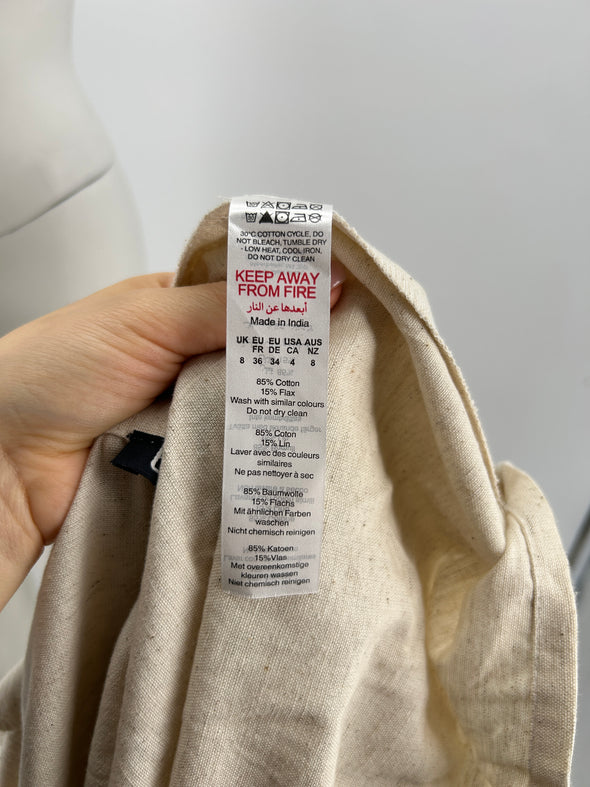 30°C COTTON CYCLE, DO
NOT BLEACH, TUMBLE DRY
- LOW HEAT, COOL IRON,
DO NOT DRY CLEAN
KEEP AWAY
FROM FIRE
أبعدها عن النار
Made in India
UK EU EU USA AUS
FR DE CA NZ
8 36 34 4 8
85% Cotton
15% Flax
Wash with similar colours
Do not dry clean
85% Coton
15% Lin
Laver avec des couleurs
similaires
Ne pas nettoyer à sec
85% Baumwolle
15% Flachs
Mit ähnlichen Farben
waschen
Nicht chemisch reinigen
85% Katoen
15%Vlas
Met overeenkomstige
kleuren wassen
Niet chemisch reinigen